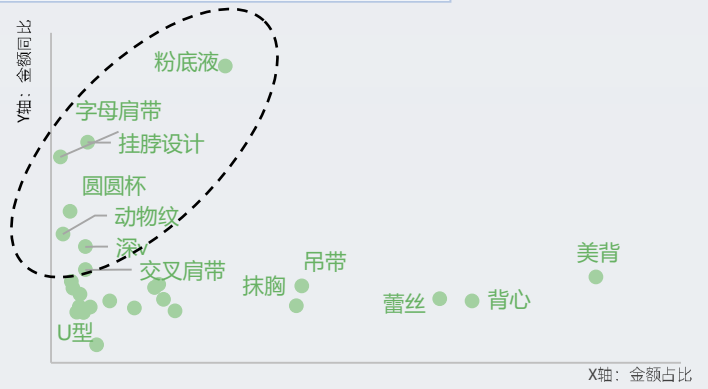 Y轴：金额同比
粉底液
字母肩带
挂脖设计
圆圆杯
动物纹
深v
交叉肩带
吊带
抹胸
美背
蕾丝
背心
U型
X轴：金额占比